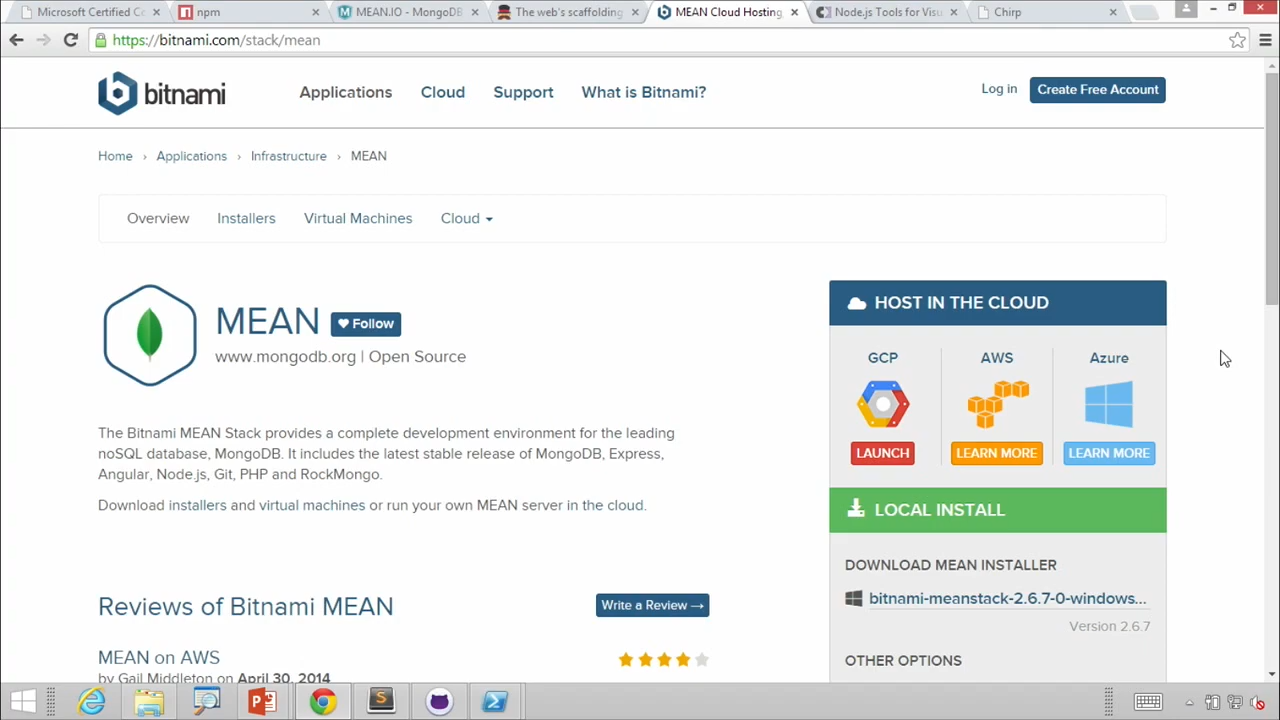 Microsoft Certified Cc
npm
MEAN.IO - MongoDB
The web's scaffolding
MEAN Cloud Hosting,
Node.js Tools for Visu
Chirp
https://bitnami.com/stack/mean
bitnami
Applications
Cloud
Support
What is Bitnami?
Log in
Create Free Account
Home › Applications › Infrastructure › MEAN
Overview
Installers
Virtual Machines
Cloud
MEAN
Follow
www.mongodb.org | Open Source
The Bitnami MEAN Stack provides a complete development environment for the leading
noSQL database, MongoDB. It includes the latest stable release of MongoDB, Express,
Angular, Node.js, Git, PHP and RockMongo.
Download installers and virtual machines or run your own MEAN server in the cloud.
Reviews of Bitnami MEAN
Write a Review →
MEAN on AWS
by Gail Middleton on April 30, 2014
HOST IN THE CLOUD
GCP
AWS
Azure
LAUNCH
LEARN MORE
LEARN MORE
LOCAL INSTALL
DOWNLOAD MEAN INSTALLER
bitnami-meanstack-2.6.7-0-windows...
Version 2.6.7
OTHER OPTIONS